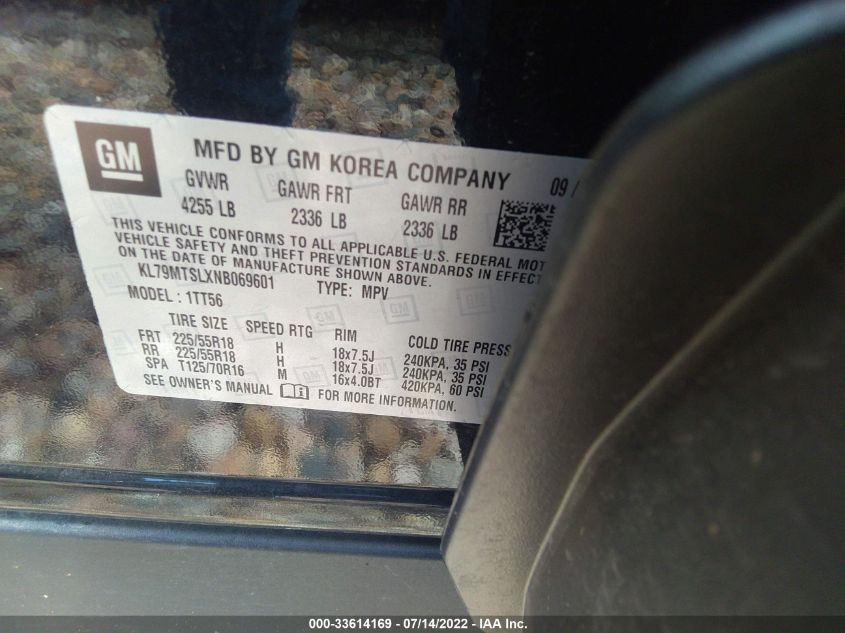 GM
MFD BY GM KOREA COMPANY 09 /
GVWR GAWR FRT GAWR RR
4255 LB 2336 LB 2336 LB
THIS VEHICLE CONFORMS TO ALL APPLICABLE U.S. FEDERAL MOT
VEHICLE SAFETY AND THEFT PREVENTION STANDARDS IN EFFECT
ON THE DATE OF MANUFACTURE SHOWN ABOVE.
KL79MTSLXNB069601 TYPE: MPV
MODEL : 1TT56
TIRE SIZE SPEED RTG RIM COLD TIRE PRESS
FRT 225/55R18 H 18x7.5J 240KPA, 35 PSI
RR 225/55R18 H 18x7.5J 240KPA, 35 PSI
SPA T125/70R16 M 16x4.0BT 420KPA, 60 PSI
SEE OWNER'S MANUAL FOR MORE INFORMATION.
000-33614169 - 07/14/2022 - IAA Inc.